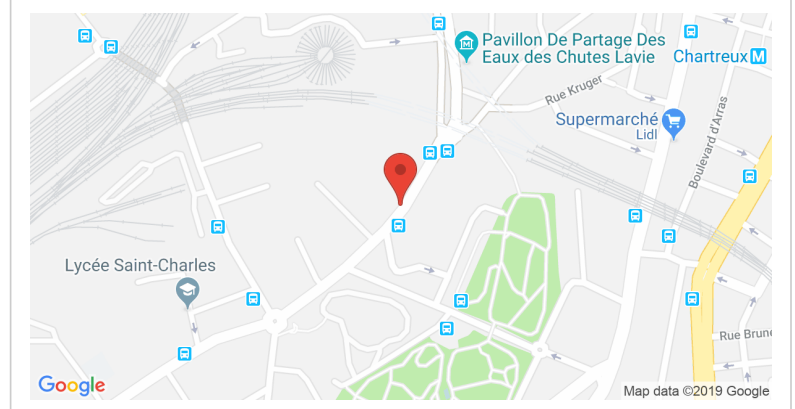 Pavillon De Partage Des
Eaux des Chutes Lavie
Chartreux M
Rue Kruger
Supermarché
Lidl
Boulevard d'Arras
Lycée Saint-Charles
Rue Brune
Google
Map data ©2019 Google